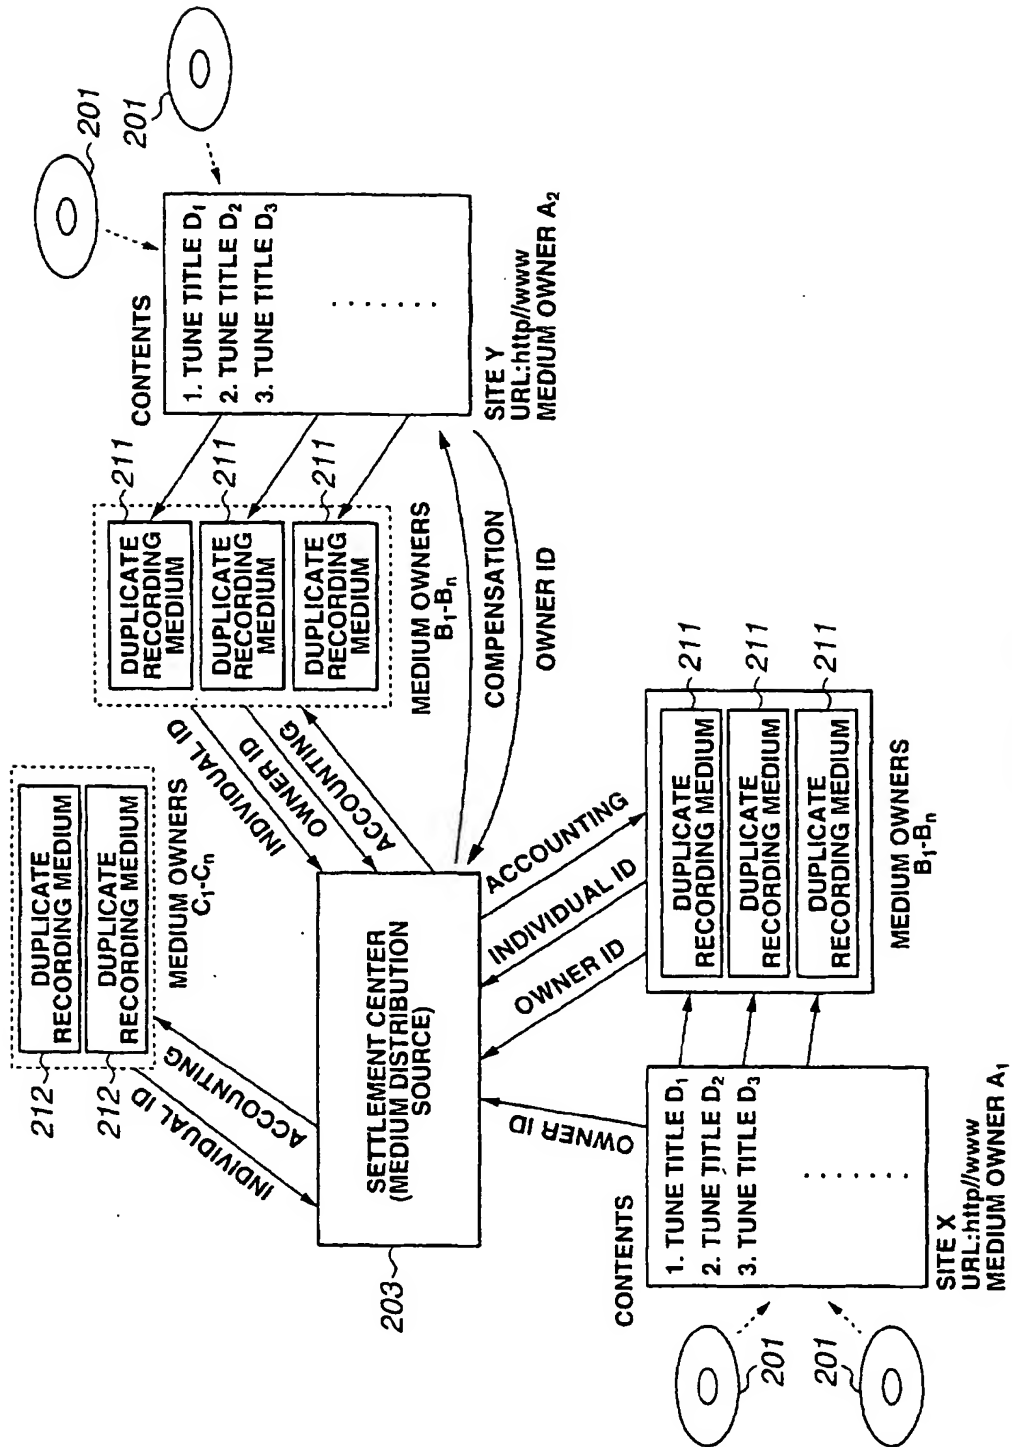 201
201
CONTENTS
1. TUNE TITLE D1
2. TUNE TITLE D2
3. TUNE TITLE D3
. . . . . . .
SITE Y
URL:http//www
MEDIUM OWNER A2
211
DUPLICATE
RECORDING
MEDIUM
211
DUPLICATE
RECORDING
MEDIUM
211
DUPLICATE
RECORDING
MEDIUM
MEDIUM OWNERS
B1-Bn
COMPENSATION
OWNER ID
INDIVIDUAL ID
OWNER ID
ACCOUNTING
212
DUPLICATE
RECORDING MEDIUM
212
DUPLICATE
RECORDING MEDIUM
MEDIUM OWNERS
C1-Cn
ACCOUNTING
INDIVIDUAL ID
SETTLEMENT CENTER
(MEDIUM DISTRIBUTION
SOURCE)
203
ACCOUNTING
INDIVIDUAL ID
OWNER ID
OWNER ID
211
DUPLICATE
RECORDING MEDIUM
211
DUPLICATE
RECORDING MEDIUM
211
DUPLICATE
RECORDING MEDIUM
MEDIUM OWNERS
B1-Bn
CONTENTS
1. TUNE TITLE D1
2. TUNE TITLE D2
3. TUNE TITLE D3
. . . . . . .
SITE X
URL:http//www
MEDIUM OWNER A1
201
201